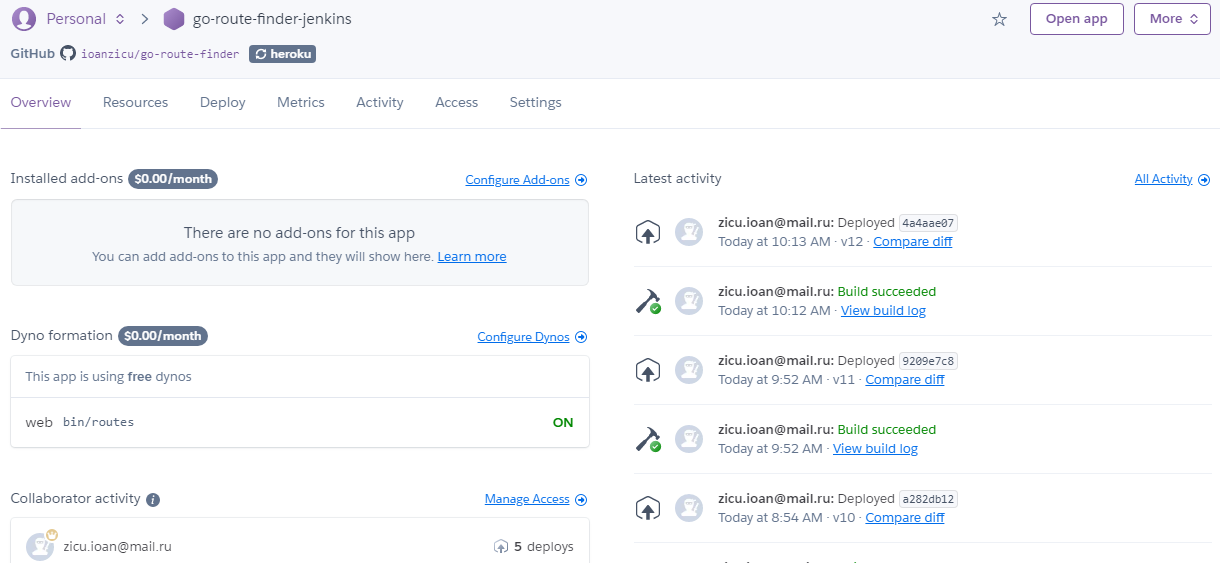 Personal > go-route-finder-jenkins
Open app
More
GitHub ioanzicu/go-route-finder heroku
Overview Resources Deploy Metrics Activity Access Settings
Installed add-ons $0.00/month Configure Add-ons
There are no add-ons for this app
You can add add-ons to this app and they will show here. Learn more
Dyno formation $0.00/month Configure Dynos
This app is using free dynos
web bin/routes ON
Collaborator activity i Manage Access
zicu.ioan@mail.ru 5 deploys
Latest activity All Activity
zicu.ioan@mail.ru: Deployed 4a4aae07
Today at 10:13 AM · v12 · Compare diff
zicu.ioan@mail.ru: Build succeeded
Today at 10:12 AM · View build log
zicu.ioan@mail.ru: Deployed 9209e7c8
Today at 9:52 AM · v11 · Compare diff
zicu.ioan@mail.ru: Build succeeded
Today at 9:52 AM · View build log
zicu.ioan@mail.ru: Deployed a282db12
Today at 8:54 AM · v10 · Compare diff